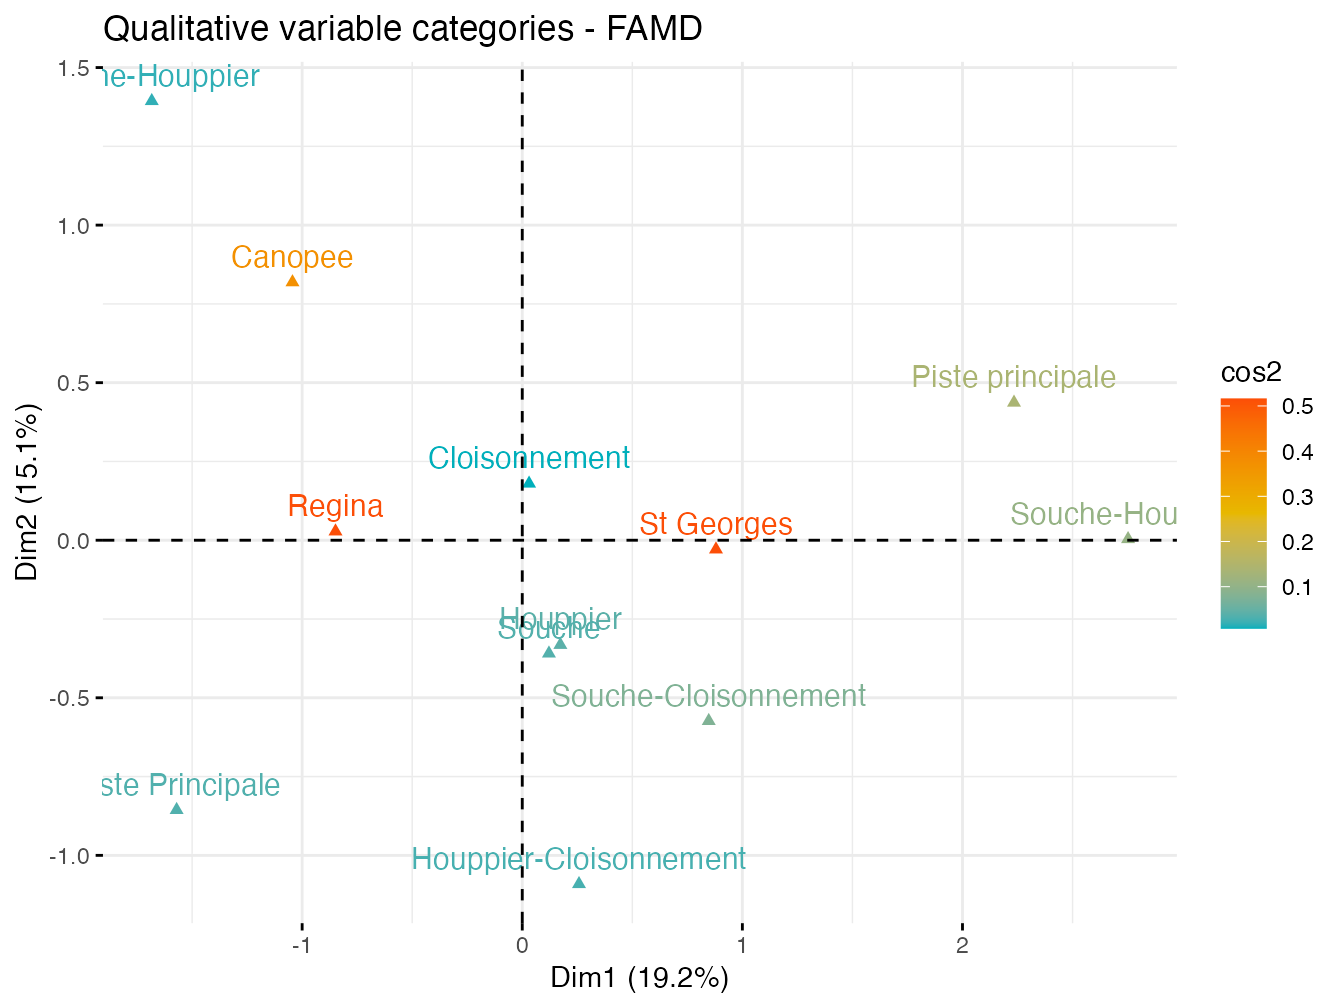 Qualitative variable categories - FAMD
1.5
ne-Houppier
1.0
Canopee
Piste principale
0.5
Cloisonnement
Regina
St Georges
Souche-Hou
0.0
Houppier
Souche
-0.5
Souche-Cloisonnement
ste Principale
-1.0
Houppier-Cloisonnement
-1
0
1
2
Dim1 (19.2%)
Dim2 (15.1%)
cos2
0.5
0.4
0.3
0.2
0.1